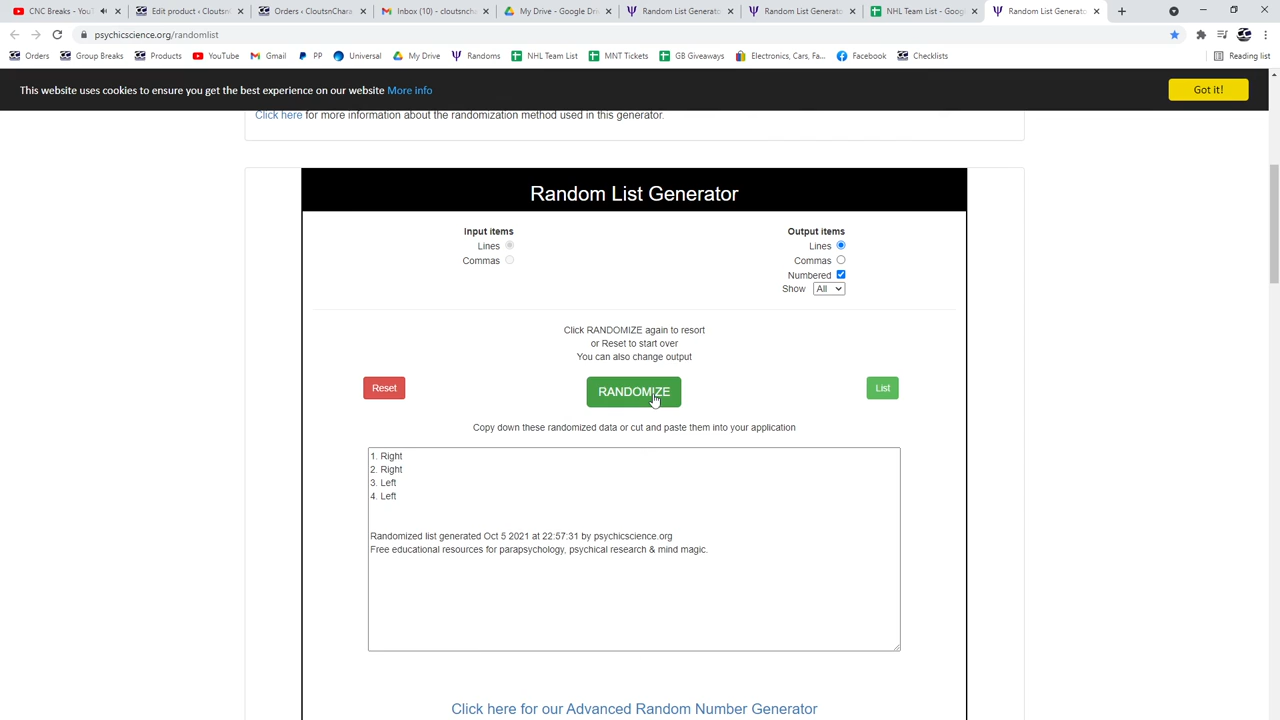 CNC Breaks - YouT
Edit product < Cloutsn
Orders < CloutsnChara
Inbox (10) - cloutsnch
My Drive - Google Dri
Random List Generato
Random List Generato
NHL Team List - Goog
Random List Generato
psychicscience.org/randomlist
Orders
Group Breaks
Products
YouTube
Gmail
PP
Universal
My Drive
Randoms
NHL Team List
MNT Tickets
GB Giveaways
Electronics, Cars, Fa...
Facebook
Checklists
Reading list
This website uses cookies to ensure you get the best experience on our website More info
Got it!
Click here for more information about the randomization method used in this generator.
Random List Generator
Input items
Lines
Commas
Output items
Lines
Commas
Numbered
Show All
Click RANDOMIZE again to resort
or Reset to start over
You can also change output
Reset
RANDOMIZE
List
Copy down these randomized data or cut and paste them into your application
1. Right
2. Right
3. Left
4. Left
Randomized list generated Oct 5 2021 at 22:57:31 by psychicscience.org
Free educational resources for parapsychology, psychical research & mind magic.
Click here for our Advanced Random Number Generator